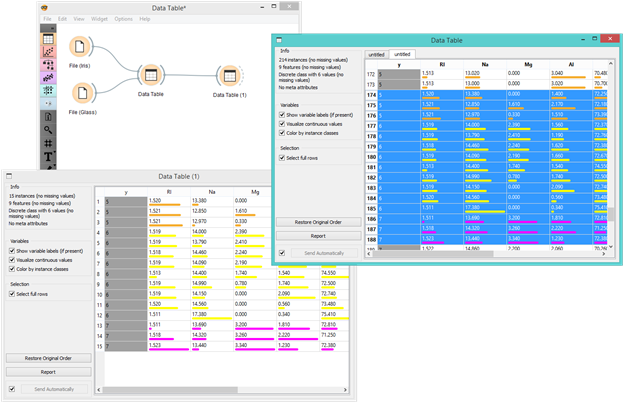 Data Table*
File Edit View Widget Options Help
File (Iris)
Data Table
Data Table (1)
File (Glass)
Data Table
Info
214 instances (no missing values)
9 features (no missing values)
Discrete class with 6 values (no
missing values)
No meta attributes
Variables
Show variable labels (if present)
Visualize continuous values
Color by instance classes
Selection
Select full rows
Restore Original Order
Report
Send Automatically
untitled untitled
y RI Na Mg Al
172 5 1.513 13.020 0.000 3.040 70.480
173 5 1.513 13.020 0.000 3.020 70.700
174 5 1.520 13.380 0.000 1.400 72.250
175 5 1.521 12.850 1.610 2.170 72.180
176 5 1.521 12.970 0.330 1.510 73.390
177 6 1.519 14.000 2.390 1.560 72.370
178 6 1.519 13.790 2.410 1.190 72.760
179 6 1.518 14.460 2.240 1.620 72.380
180 6 1.519 14.090 2.190 1.660 72.670
181 6 1.513 14.400 1.740 1.540 74.550
182 6 1.519 14.990 0.780 1.740 72.500
183 6 1.519 14.150 0.000 2.090 72.740
184 6 1.520 14.560 0.000 0.560 73.480
185 6 1.511 17.380 0.000 0.340 75.410
186 7 1.511 13.690 3.200 1.810 72.810
187 7 1.518 14.320 3.260 2.220 71.250
188 7 1.523 13.440 3.340 1.230 72.380
Data Table (1)
Info
15 instances (no missing values)
9 features (no missing values)
Discrete class with 6 values (no
missing values)
No meta attributes
Variables
Show variable labels (if present)
Visualize continuous values
Color by instance classes
Selection
Select full rows
Restore Original Order
Report
Send Automatically
y RI Na Mg
1 5 1.520 13.380 0.000
2 5 1.521 12.850 1.610
3 5 1.521 12.970 0.330
4 6 1.519 14.000 2.390
5 6 1.519 13.790 2.410
6 6 1.518 14.460 2.240
7 6 1.519 14.090 2.190
8 6 1.513 14.400 1.740 1.540 74.550
9 6 1.519 14.990 0.780 1.740 72.500
10 6 1.519 14.150 0.000 2.090 72.740
11 6 1.520 14.560 0.000 0.560 73.480
12 6 1.511 17.380 0.000 0.340 75.410
13 7 1.511 13.690 3.200 1.810 72.810
14 7 1.518 14.320 3.260 2.220 71.250
15 7 1.523 13.440 3.340 1.230 72.380